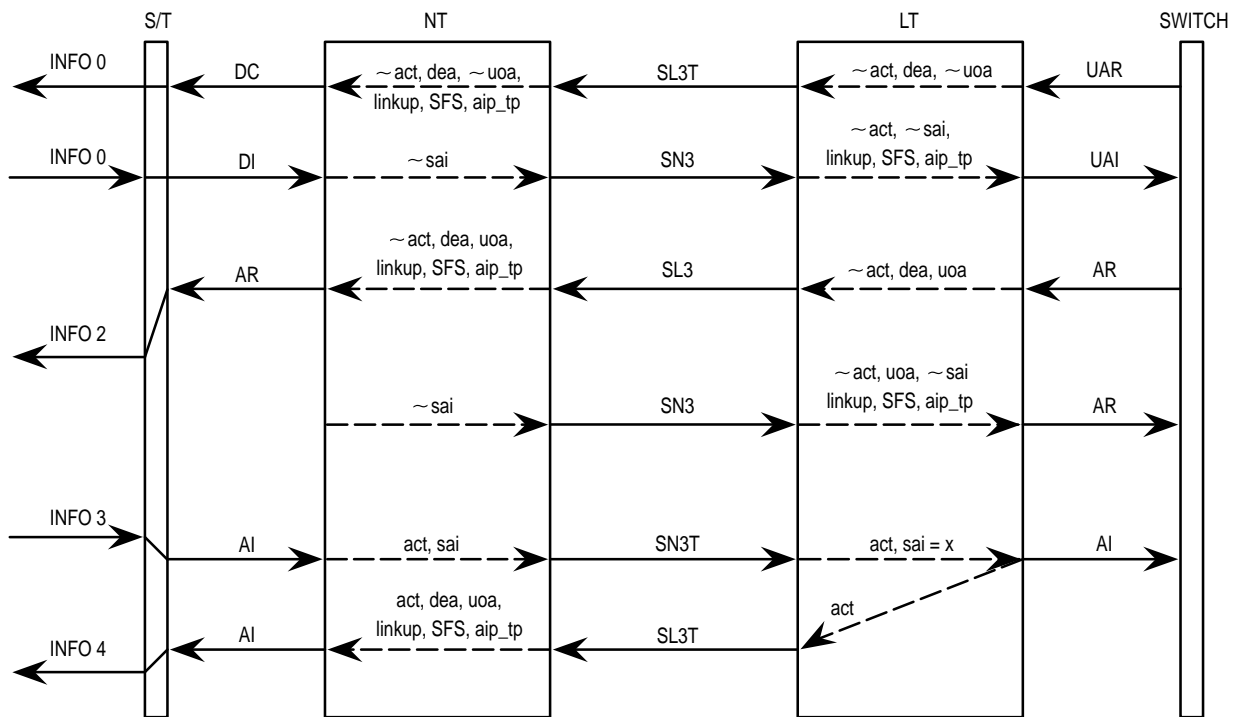 S/T NT LT SWITCH
INFO 0 DC ~act, dea, ~uoa, SL3T ~act, dea, ~uoa UAR
linkup, SFS, aip_tp
~act, ~sai,
INFO 0 DI ~sai SN3 linkup, SFS, aip_tp UAI
~act, dea, uoa,
linkup, SFS, aip_tp
AR SL3 ~act, dea, uoa AR
INFO 2
~act, uoa, ~sai
~sai SN3 linkup, SFS, aip_tp AR
INFO 3
AI act, sai SN3T act, sai = x AI
act
act, dea, uoa,
linkup, SFS, aip_tp
INFO 4 AI SL3T